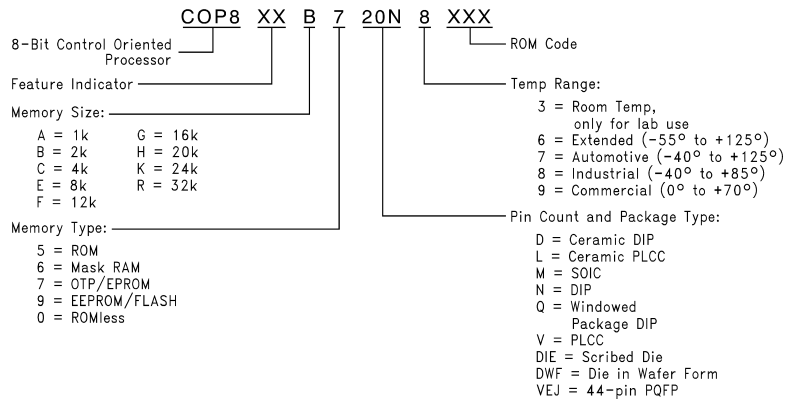 COP8 XX B 7 20N 8 XXX
8-Bit Control Oriented
Processor
Feature Indicator
Memory Size:
A = 1k G = 16k
B = 2k H = 20k
C = 4k K = 24k
E = 8k R = 32k
F = 12k
Memory Type:
5 = ROM
6 = Mask RAM
7 = OTP/EPROM
9 = EEPROM/FLASH
0 = ROMless
ROM Code
Temp Range:
3 = Room Temp,
only for lab use
6 = Extended (-55° to +125°)
7 = Automotive (-40° to +125°)
8 = Industrial (-40° to +85°)
9 = Commercial (0° to +70°)
Pin Count and Package Type:
D = Ceramic DIP
L = Ceramic PLCC
M = SOIC
N = DIP
Q = Windowed
Package DIP
V = PLCC
DIE = Scribed Die
DWF = Die in Wafer Form
VEJ = 44-pin PQFP